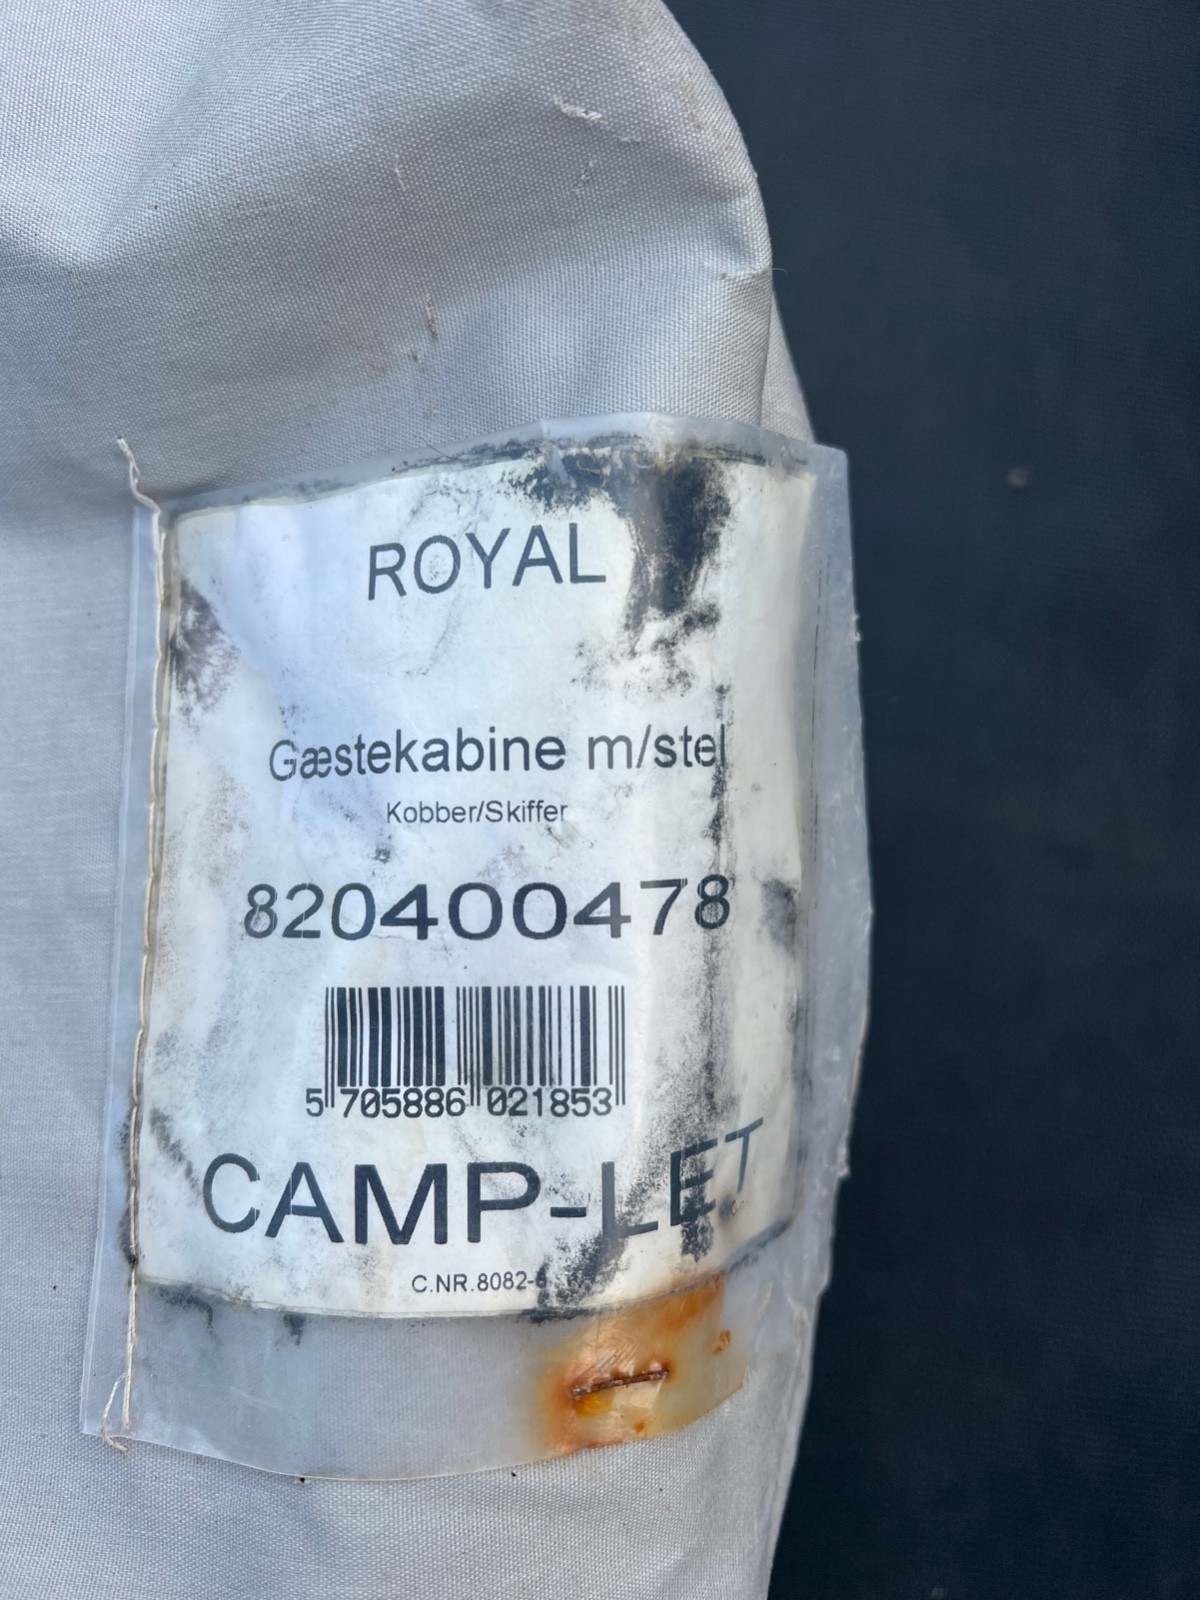 ROYAL
Gæstekabine m/stel
Kobber/Skiffer
820400478
5 705886 021853
CAMP-LET
C.NR.8082-